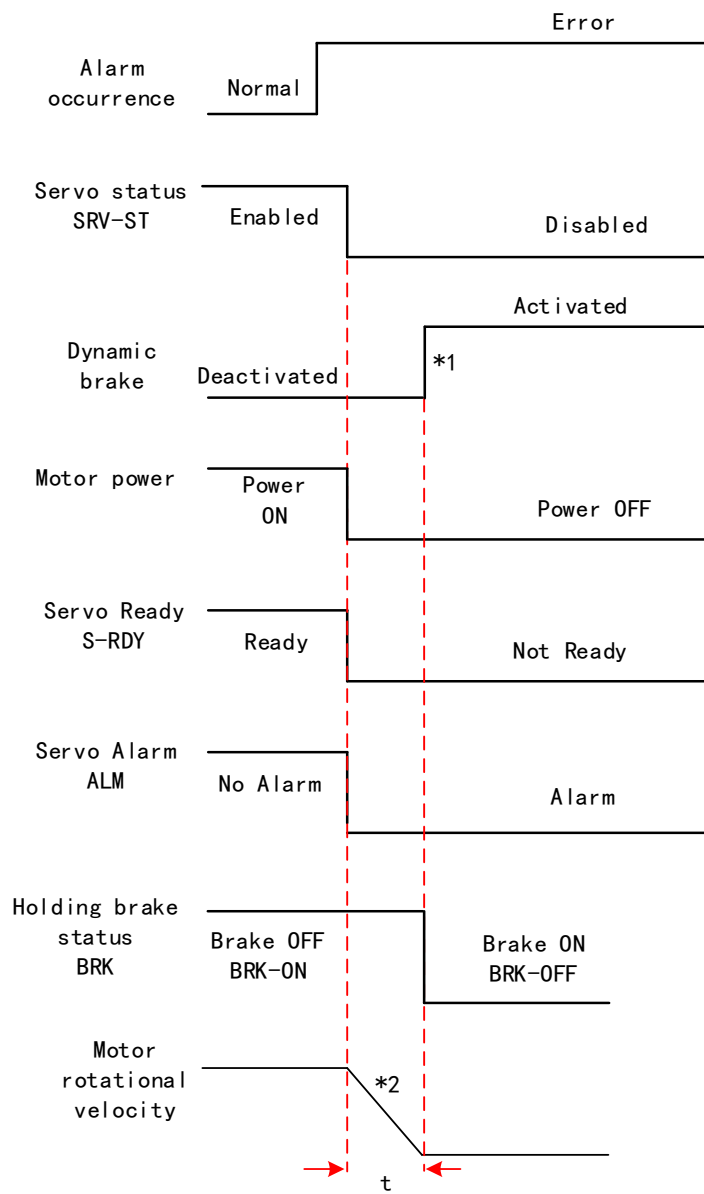 Error
Alarm
occurrence
Normal
Servo status
SRV-ST
Enabled
Disabled
Activated
Dynamic
brake
*1
Deactivated
Motor power
Power
ON
Power OFF
Servo Ready
S-RDY
Ready
Not Ready
Servo Alarm
ALM
No Alarm
Alarm
Holding brake
status
BRK
Brake OFF
BRK-ON
Brake ON
BRK-OFF
Motor
rotational
velocity
*2
t